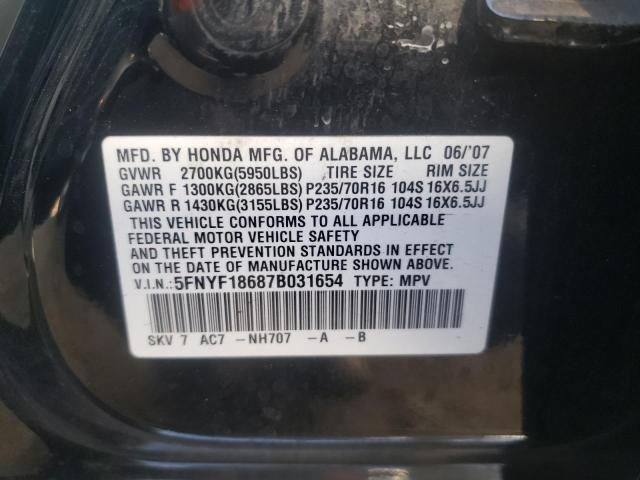 MFD. BY HONDA MFG. OF ALABAMA, LLC 06/'07
GVWR 2700KG(5950LBS) TIRE SIZE RIM SIZE
GAWR F 1300KG(2865LBS) P235/70R16 104S 16X6.5JJ
GAWR R 1430KG(3155LBS) P235/70R16 104S 16X6.5JJ
THIS VEHICLE CONFORMS TO ALL APPLICABLE
FEDERAL MOTOR VEHICLE SAFETY
AND THEFT PREVENTION STANDARDS IN EFFECT
ON THE DATE OF MANUFACTURE SHOWN ABOVE.
V.I.N.: 5FNYF18687B031654 TYPE: MPV
SKV 7 AC7 -NH707 -A -B